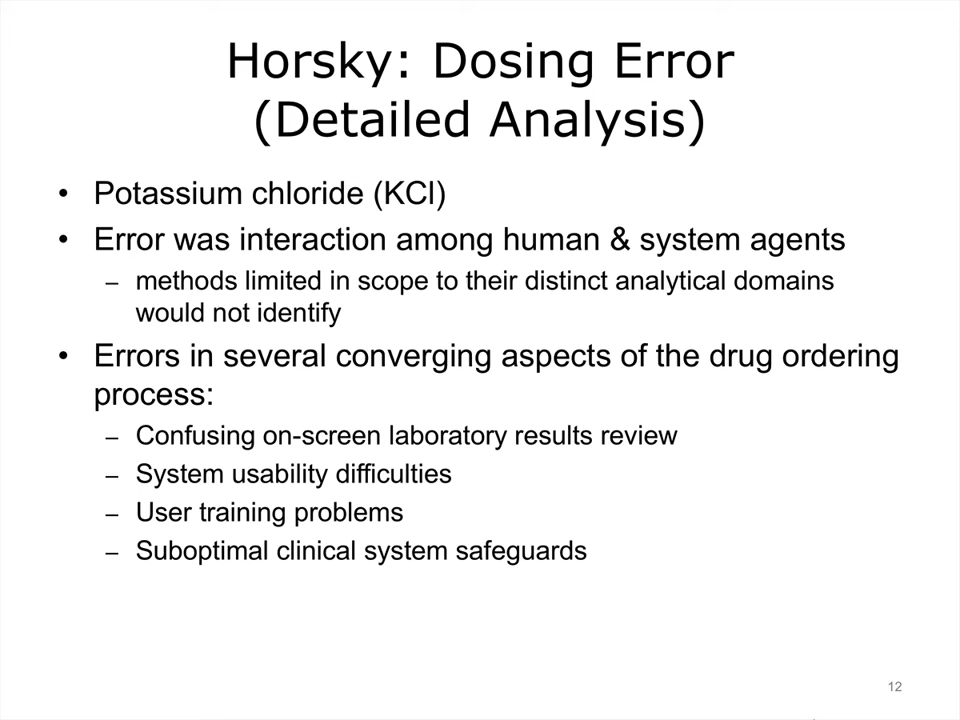 Horsky: Dosing Error
(Detailed Analysis)
• Potassium chloride (KCl)
• Error was interaction among human & system agents
– methods limited in scope to their distinct analytical domains
would not identify
• Errors in several converging aspects of the drug ordering
process:
– Confusing on-screen laboratory results review
– System usability difficulties
– User training problems
– Suboptimal clinical system safeguards
12